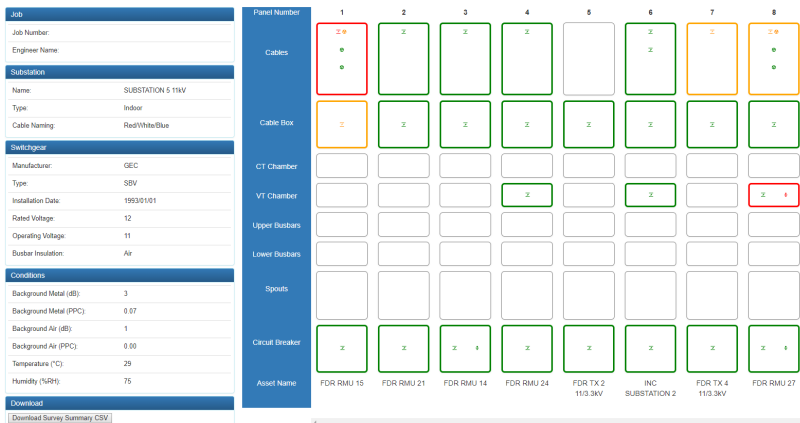 Job
Job Number:
Engineer Name:
Substation
Name: SUBSTATION 5 11kV
Type: Indoor
Cable Naming: Red/White/Blue
Switchgear
Manufacturer: GEC
Type: SBV
Installation Date: 1993/01/01
Rated Voltage: 12
Operating Voltage: 11
Busbar Insulation: Air
Conditions
Background Metal (dB): 3
Background Metal (PPC): 0.07
Background Air (dB): 1
Background Air (PPC): 0.00
Temperature (°C): 29
Humidity (%RH): 75
Download
Download Survey Summary CSV
Panel Number 1 2 3 4 5 6 7 8
Cables
Cable Box
CT Chamber
VT Chamber
Upper Busbars
Lower Busbars
Spouts
Circuit Breaker
Asset Name FDR RMU 15 FDR RMU 21 FDR RMU 14 FDR RMU 24 FDR TX 2 INC FDR TX 4 FDR RMU 27
11/3.3kV SUBSTATION 2 11/3.3kV